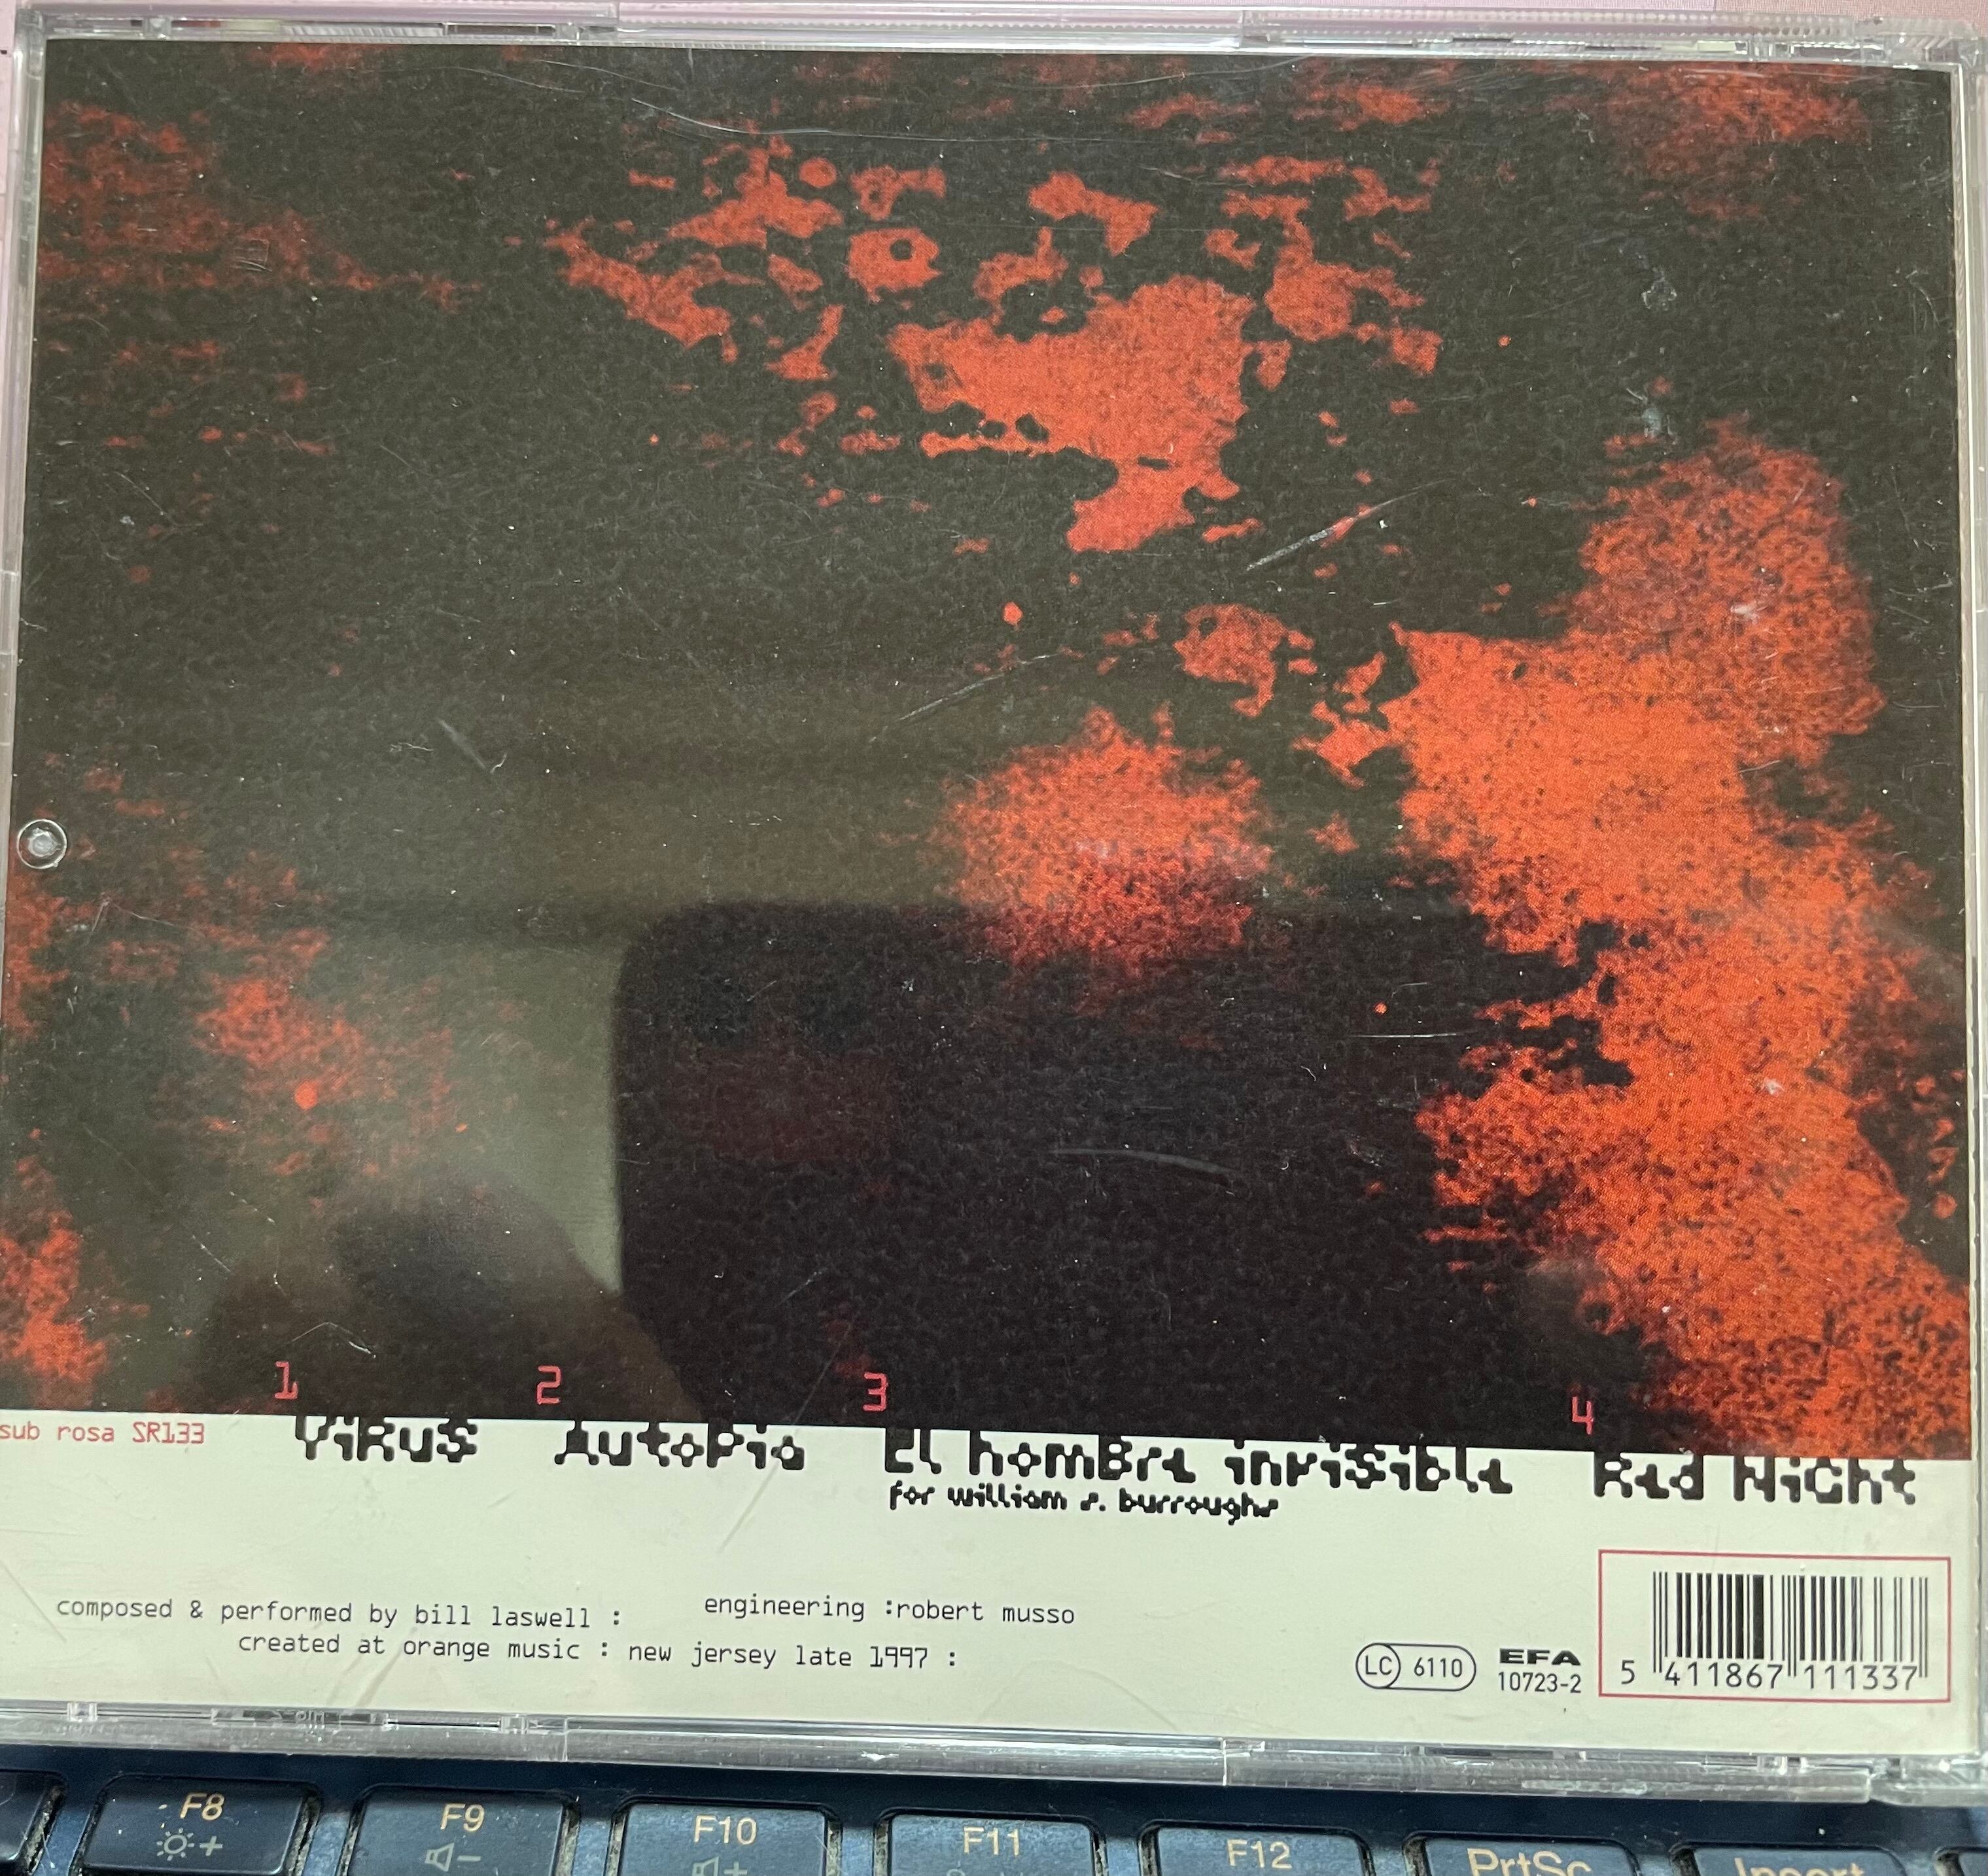 1 2 3 4
sub rosa SR133
ViRuS AutoPia El homBre inviSible Red NiGht
for william s. burroughs
composed & performed by bill laswell : engineering :robert musso
created at orange music : new jersey late 1997 :
LC 6110
EFA
10723-2
5 411867 111337
F8 F9 F10 F11 F12 PrtSc Insert